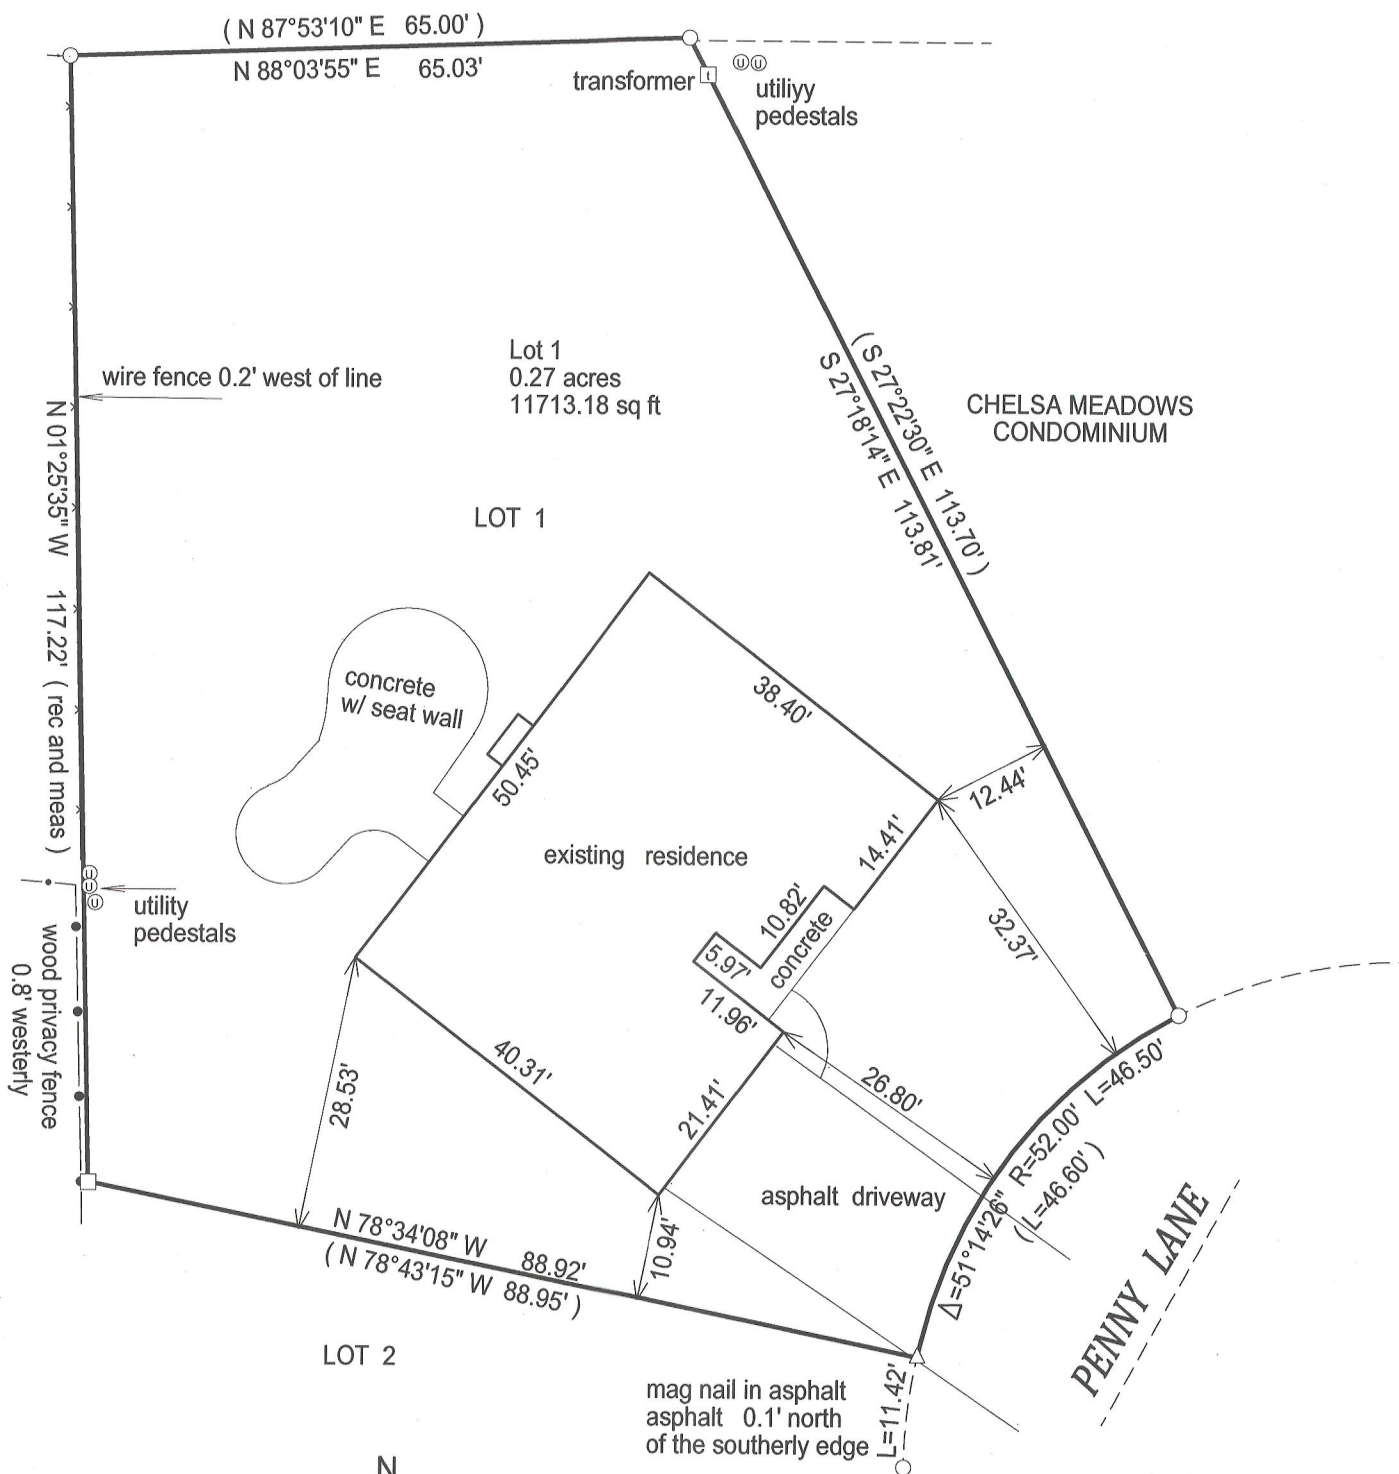 ( N 87°53'10" E 65.00' )
N 88°03'55" E 65.03'
transformer
t
U U
utiliyy
pedestals
Lot 1
0.27 acres
11713.18 sq ft
wire fence 0.2' west of line
( S 27°22'30" E 113.70' )
S 27°18'14" E 113.81'
CHELSA MEADOWS
CONDOMINIUM
N 01°25'35" W 117.22' ( rec and meas )
LOT 1
concrete
w/ seat wall
38.40'
50.45'
12.44'
existing residence
14.41'
10.82'
concrete
5.97'
11.96'
32.37'
U
U
U
utility
pedestals
wood privacy fence
0.8' westerly
40.31'
28.53'
21.41'
26.80'
Δ=51°14'26" R=52.00' L=46.50'
( L=46.60' )
asphalt driveway
PENNY LANE
10.94'
N 78°34'08" W 88.92'
( N 78°43'15" W 88.95' )
LOT 2
mag nail in asphalt
asphalt 0.1' north
of the southerly edge
L=11.42'
N